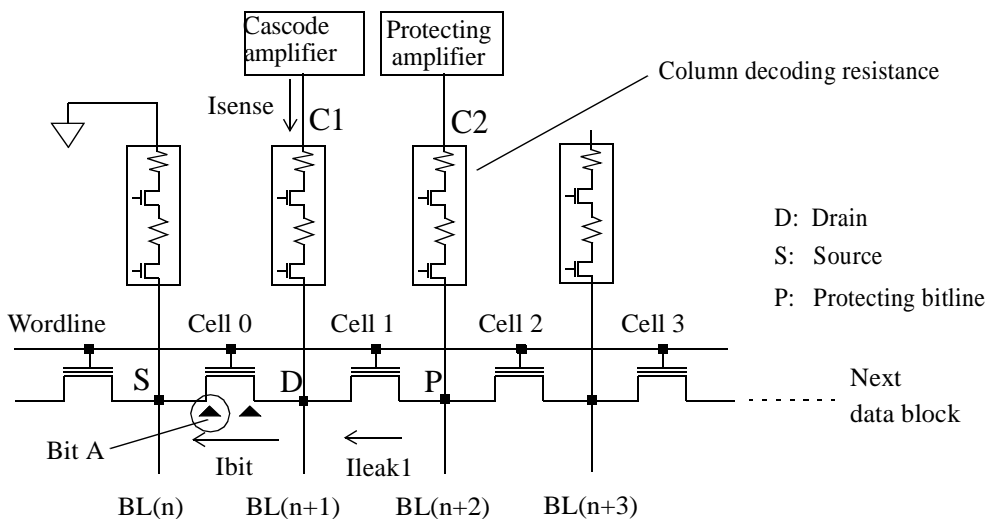 Cascode
amplifier
Protecting
amplifier
Column decoding resistance
Isense
C1
C2
D: Drain
S: Source
P: Protecting bitline
Wordline
Cell 0
Cell 1
Cell 2
Cell 3
S
D
P
Next
data block
Bit A
Ibit
Ileak1
BL(n)
BL(n+1)
BL(n+2)
BL(n+3)